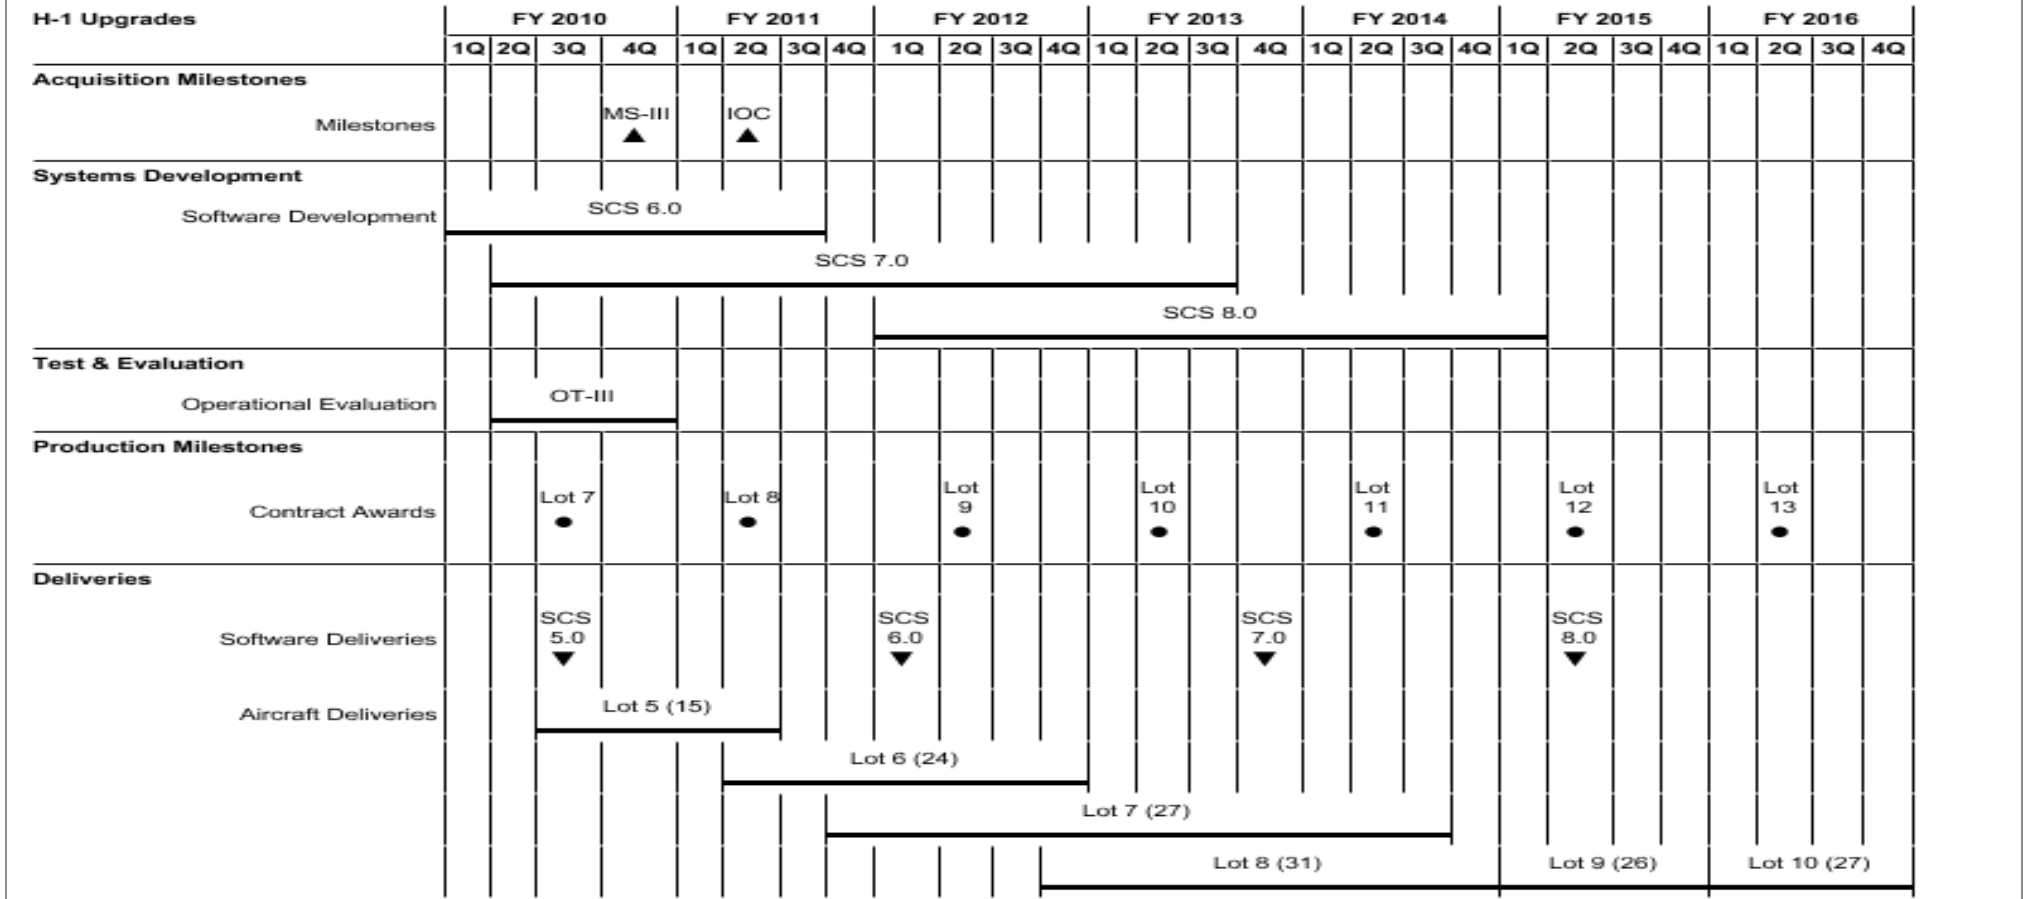 H-1 Upgrades FY 2010 FY 2011 FY 2012 FY 2013 FY 2014 FY 2015 FY 2016
1Q 2Q 3Q 4Q 1Q 2Q 3Q 4Q 1Q 2Q 3Q 4Q 1Q 2Q 3Q 4Q 1Q 2Q 3Q 4Q 1Q 2Q 3Q 4Q 1Q 2Q 3Q 4Q
Acquisition Milestones
Milestones MS-III IOC
Systems Development
Software Development SCS 6.0
SCS 7.0
SCS 8.0
Test & Evaluation
Operational Evaluation OT-III
Production Milestones
Contract Awards Lot 7 Lot 8 Lot 9 Lot 10 Lot 11 Lot 12 Lot 13
Deliveries
Software Deliveries SCS 5.0 SCS 6.0 SCS 7.0 SCS 8.0
Aircraft Deliveries Lot 5 (15)
Lot 6 (24)
Lot 7 (27)
Lot 8 (31) Lot 9 (26) Lot 10 (27)